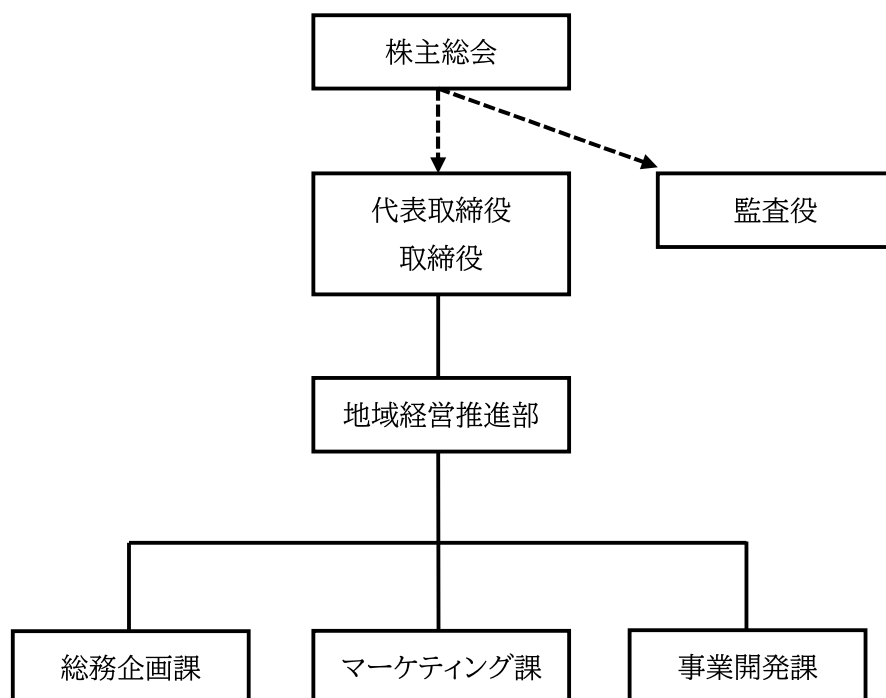 株主総会
代表取締役
取締役
監査役
地域経営推進部
総務企画課
マーケティング課
事業開発課